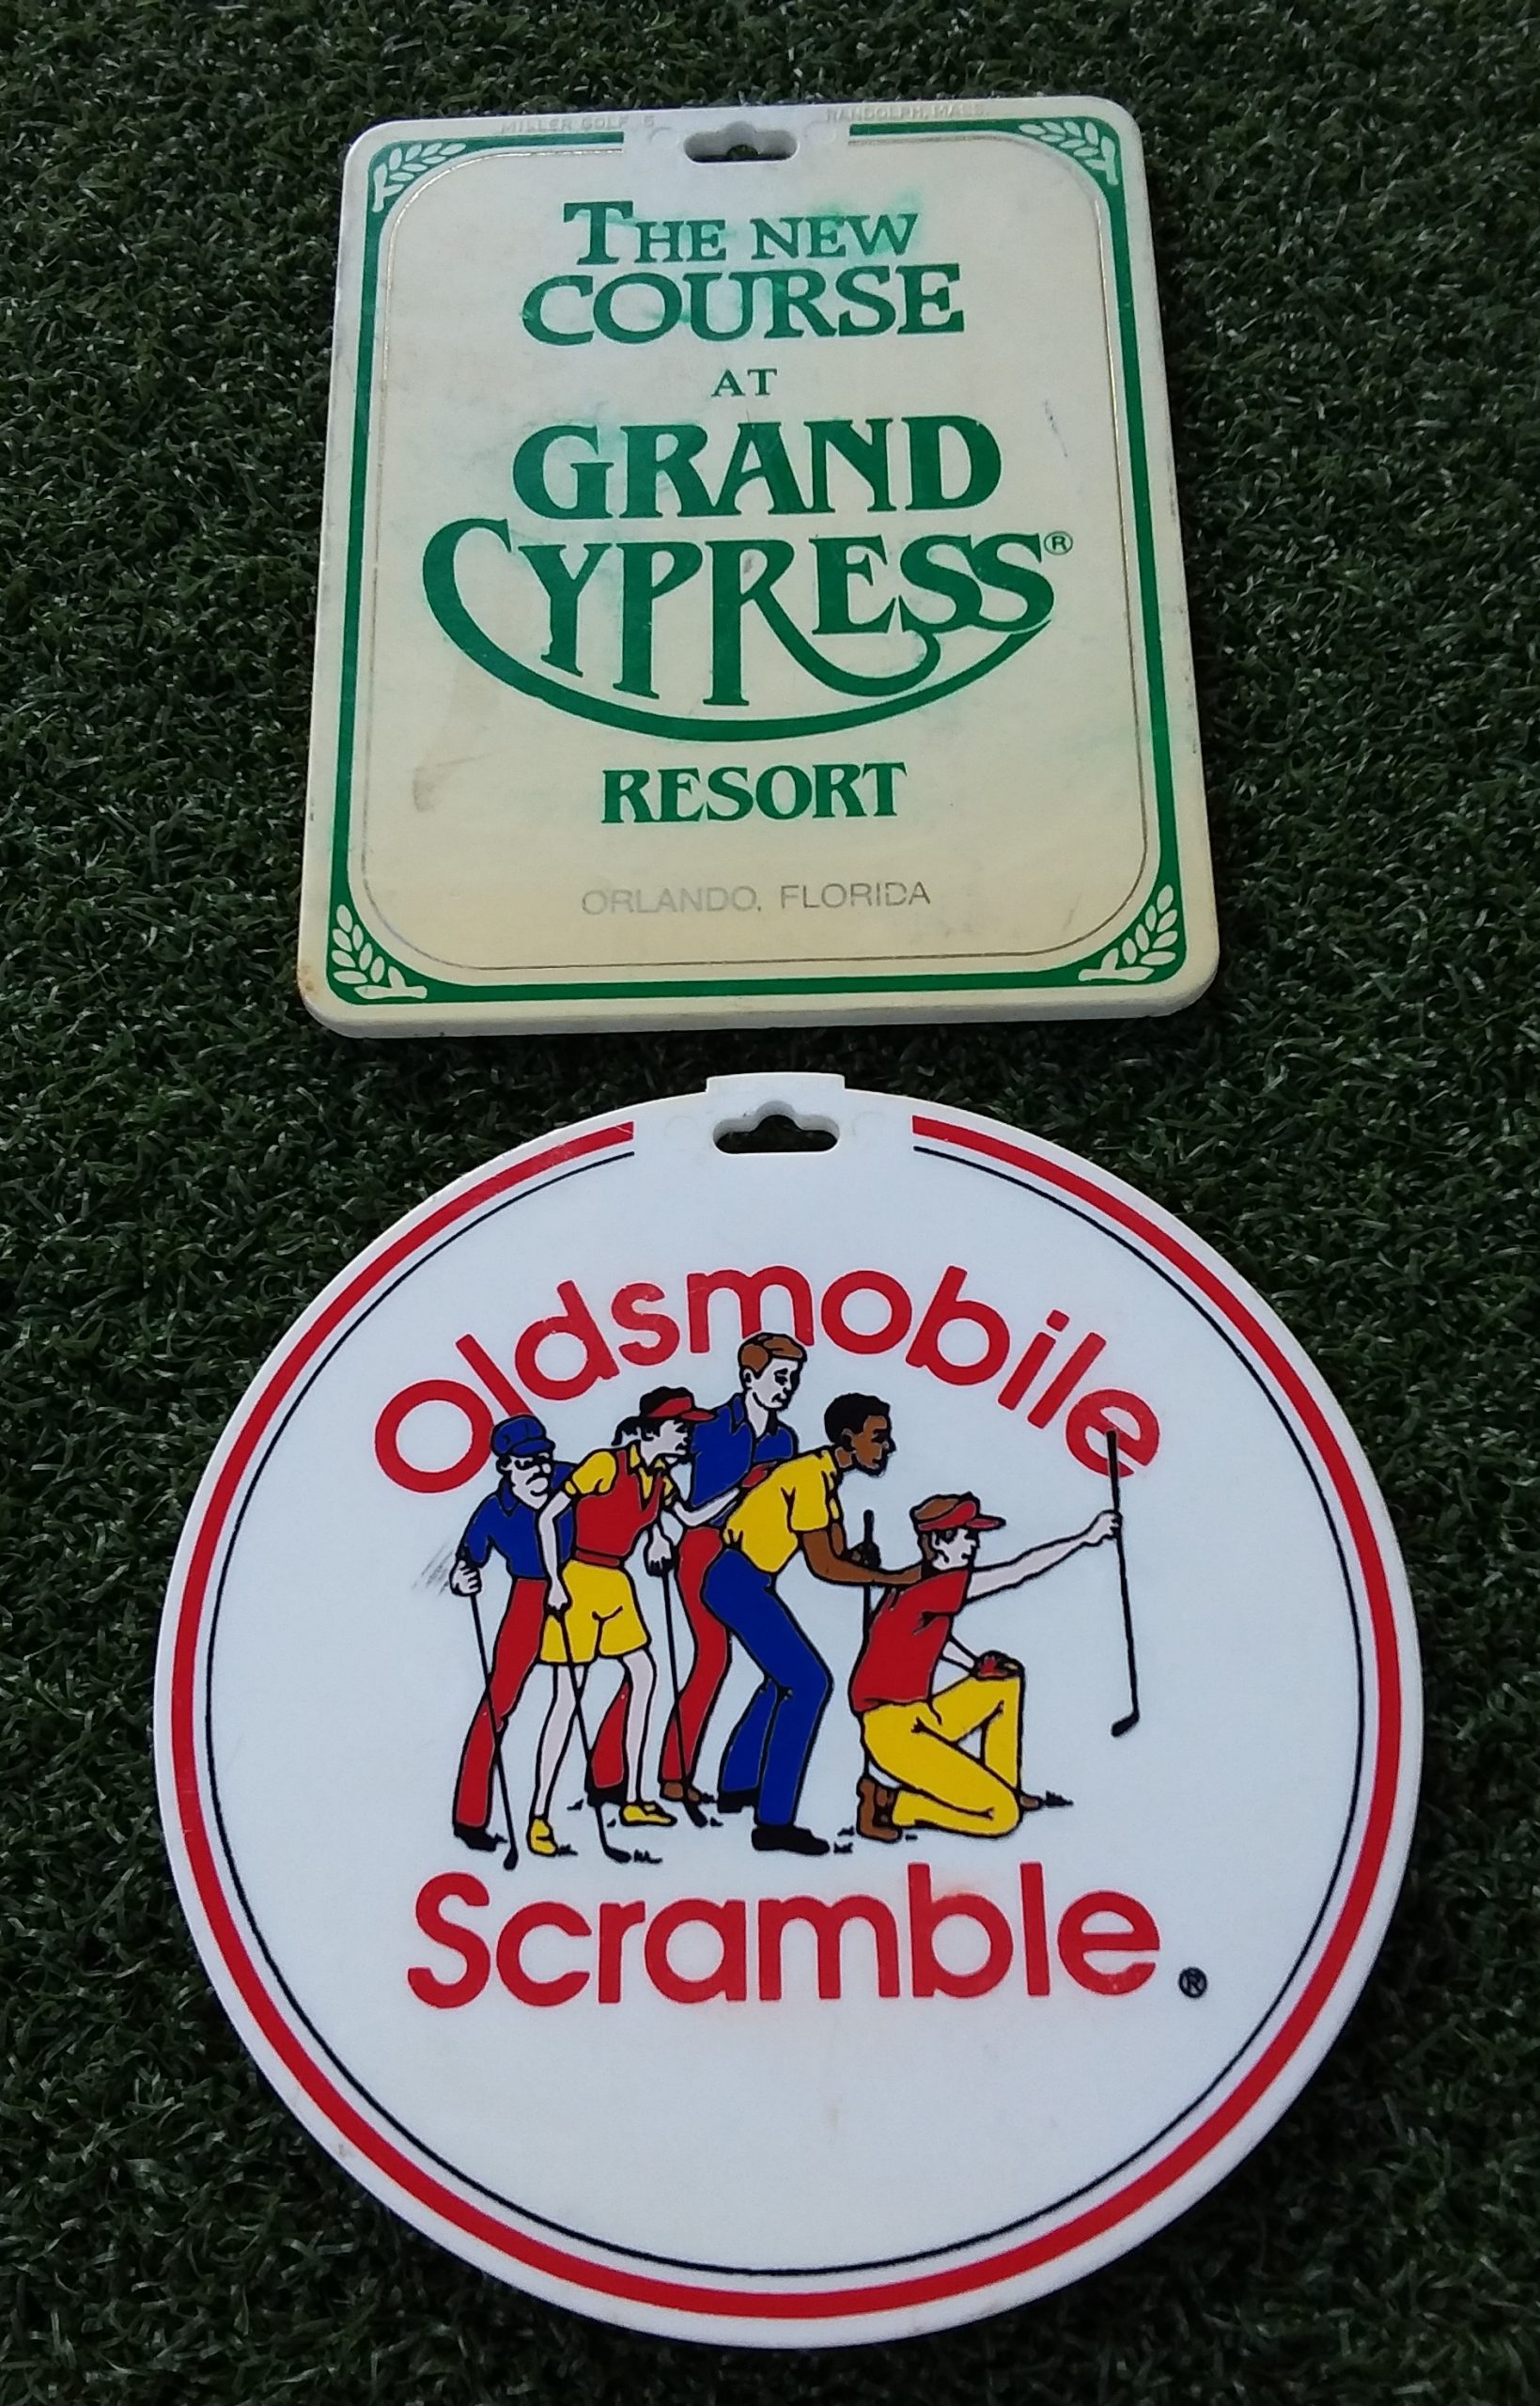 MILLER GOLF RANDOLPH, MASS.
THE NEW
COURSE
AT
GRAND
CYPRESS®
RESORT
ORLANDO, FLORIDA
Oldsmobile
Scramble®